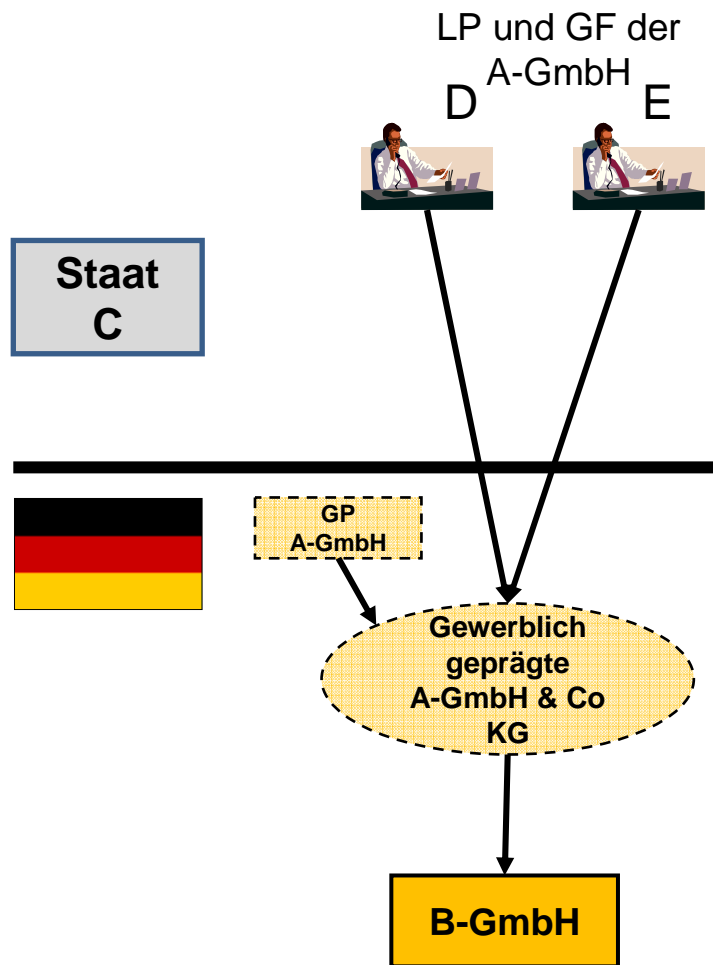 LP und GF der
A-GmbH
D E
Staat
C
GP
A-GmbH
Gewerblich
geprägte
A-GmbH & Co
KG
B-GmbH